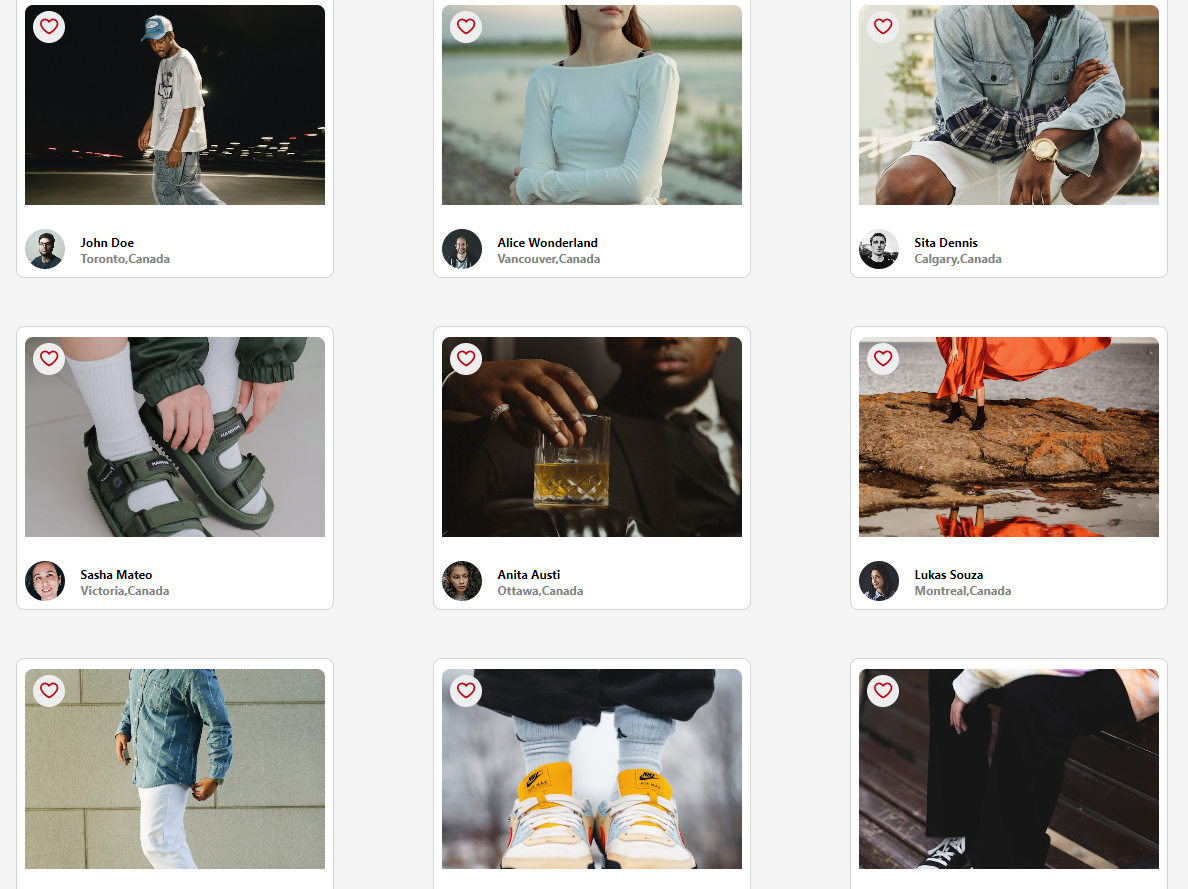 John Doe
Toronto,Canada
Alice Wonderland
Vancouver,Canada
Sita Dennis
Calgary,Canada
Sasha Mateo
Victoria,Canada
Anita Austi
Ottawa,Canada
Lukas Souza
Montreal,Canada